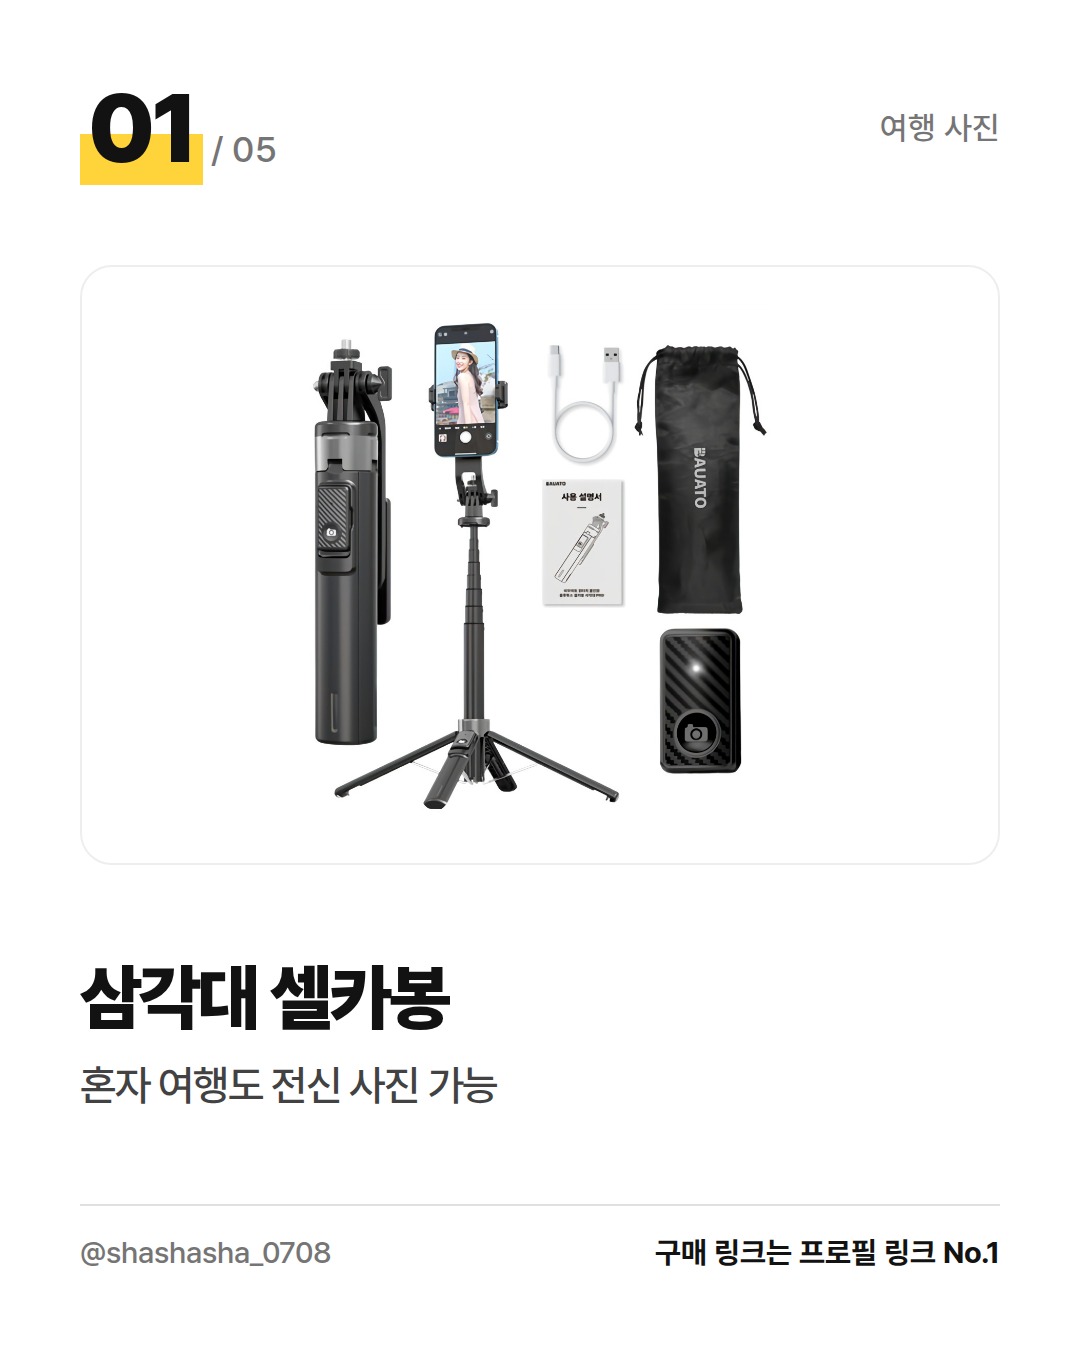 01 / 05
여행 사진
BAUATO
사용 설명서
BAUATO
삼각대 셀카봉
혼자 여행도 전신 사진 가능
@shashasha_0708
구매 링크는 프로필 링크 No.1